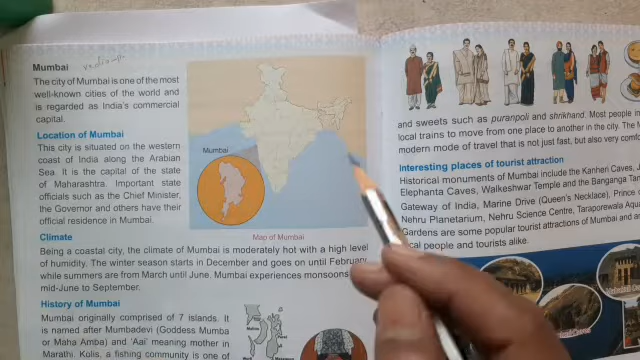 Mumbai
The city of Mumbai is one of the most
well-known cities of the world and
is regarded as India's commercial
capital.
Location of Mumbai
This city is situated on the western
coast of India along the Arabian
Sea. It is the capital of the state
of Maharashtra. Important state
officials such as the Chief Minister,
the Governor and others have their
official residence in Mumbai.
Mumbai
Map of Mumbai
Climate
Being a coastal city, the climate of Mumbai is moderately hot with a high level
of humidity. The winter season starts in December and goes on until February
while summers are from March until June. Mumbai experiences monsoons
mid-June to September.
History of Mumbai
Mumbai originally comprised of 7 islands. It
is named after Mumbadevi (Goddess Mumba
or Maha Amba) and 'Aai' meaning mother in
Marathi. Kolis, a fishing community is one of
and sweets such as puranpoli and shrikhand. Most people in
local trains to move from one place to another in the city. The
modern mode of travel that is not just fast, but also very
Interesting places of tourist attraction
Historical monuments of Mumbai include the Kanheri Caves,
Elephanta Caves, Walkeshwar Temple and the Banganga
Gateway of India, Marine Drive (Queen's Necklace), Prince
Nehru Planetarium, Nehru Science Centre, Taraporewala
Gardens are some popular tourist attractions of Mumbai and
people and tourists alike.